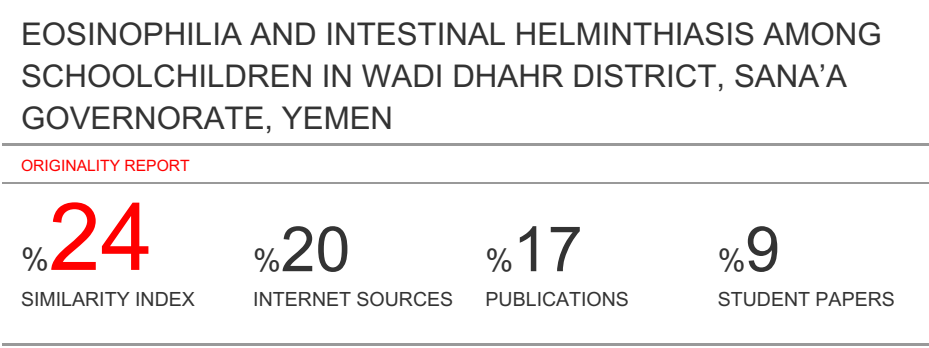 EOSINOPHILIA AND INTESTINAL HELMINTHIASIS AMONG
SCHOOLCHILDREN IN WADI DHAHR DISTRICT, SANA’A
GOVERNORATE, YEMEN
ORIGINALITY REPORT
%24 %20 %17 %9
SIMILARITY INDEX INTERNET SOURCES PUBLICATIONS STUDENT PAPERS